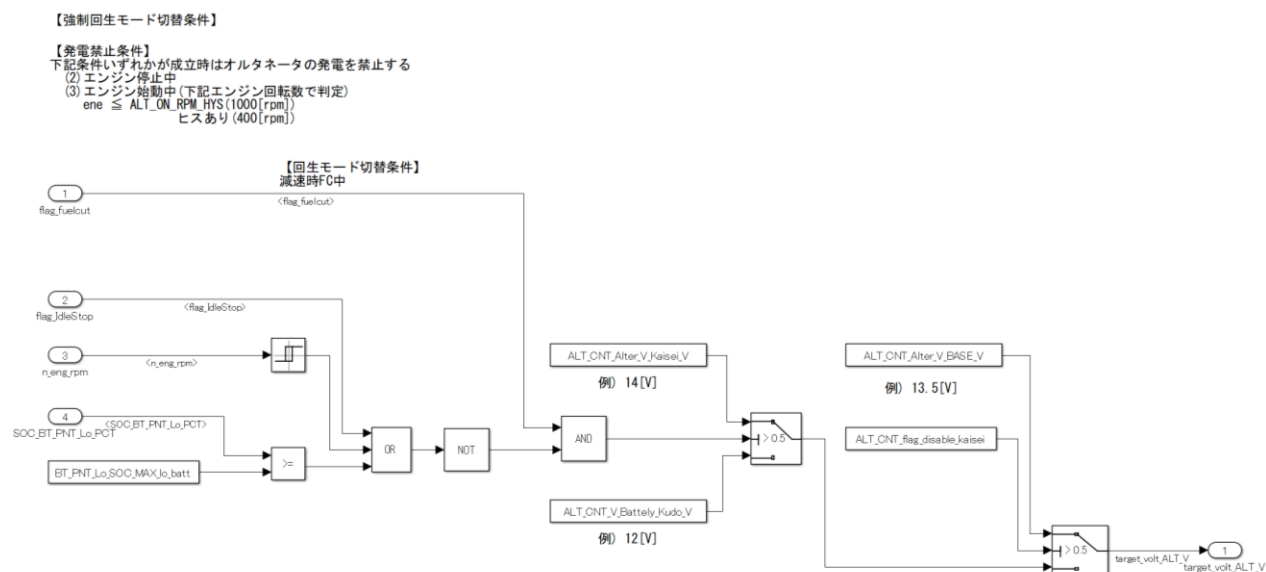 【強制回生モード切替条件】
【発電禁止条件】
下記条件いずれかが成立時はオルタネータの発電を禁止する
(2)エンジン停止中
(3)エンジン始動中(下記エンジン回転数で判定)
ene ≦ ALT_ON_RPM_HYS(1000[rpm])
ヒスあり(400[rpm])
【回生モード切替条件】
減速時FC中
1
<flag_fuelcut>
flag_fuelcut
2
<flag_IdleStop>
flag_IdleStop
3
<n_eng_rpm>
n_eng_rpm
ALT_CNT_Alter_V_Kaisei_V
例) 14[V]
ALT_CNT_Alter_V_BASE_V
例) 13.5[V]
4
<SOC_BT_PNT_Lo_PCT>
SOC_BT_PNT_Lo_PCT
BT_PNT_Lo_SOC_MAX_lo_batt
>=
OR
NOT
AND
> 0.5
ALT_CNT_flag_disable_kaisei
ALT_CNT_V_Battely_Kudo_V
例) 12[V]
> 0.5
target_volt_ALT_V
1
target_volt_ALT_V